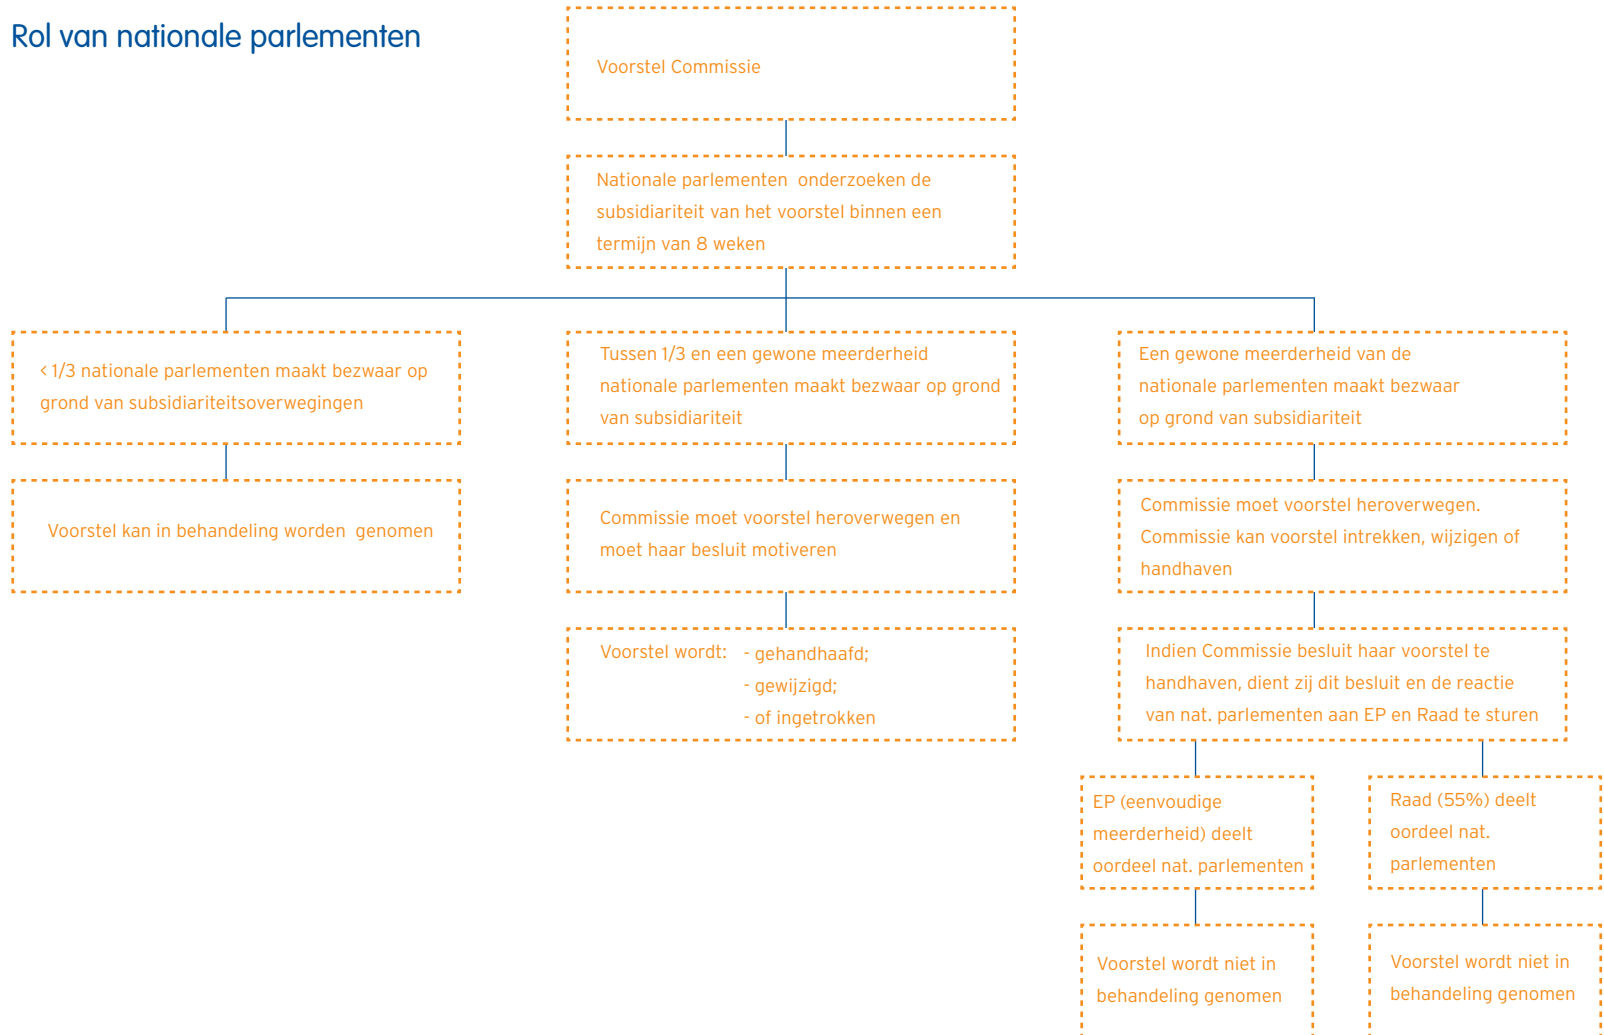 Rol van nationale parlementen
Voorstel Commissie
Nationale parlementen onderzoeken de
subsidiariteit van het voorstel binnen een
termijn van 8 weken
< 1/3 nationale parlementen maakt bezwaar op
grond van subsidiariteitsoverwegingen
Voorstel kan in behandeling worden genomen
Tussen 1/3 en een gewone meerderheid
nationale parlementen maakt bezwaar op grond
van subsidiariteit
Commissie moet voorstel heroverwegen en
moet haar besluit motiveren
Voorstel wordt: - gehandhaafd;
- gewijzigd;
- of ingetrokken
Een gewone meerderheid van de
nationale parlementen maakt bezwaar
op grond van subsidiariteit
Commissie moet voorstel heroverwegen.
Commissie kan voorstel intrekken, wijzigen of
handhaven
Indien Commissie besluit haar voorstel te
handhaven, dient zij dit besluit en de reactie
van nat. parlementen aan EP en Raad te sturen
EP (eenvoudige
meerderheid) deelt
oordeel nat. parlementen
Voorstel wordt niet in
behandeling genomen
Raad (55%) deelt
oordeel nat.
parlementen
Voorstel wordt niet in
behandeling genomen